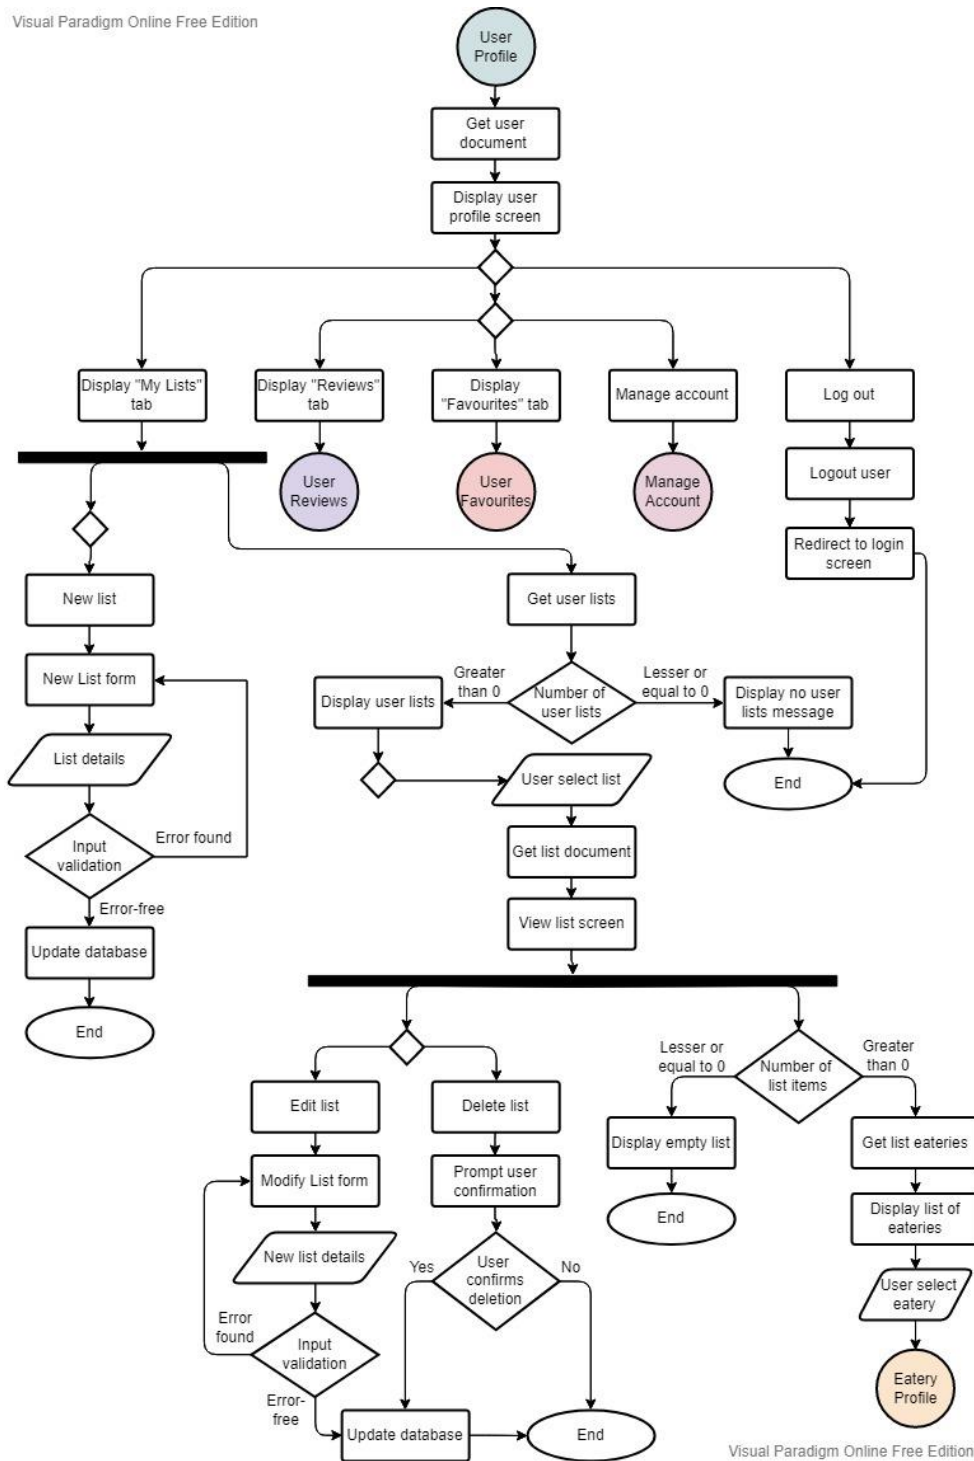 Visual Paradigm Online Free Edition
User
Profile
Get user
document
Display user
profile screen
Display "My Lists"
tab
Display "Reviews"
tab
Display
"Favourites" tab
Manage account
Log out
User
Reviews
User
Favourites
Manage
Account
Logout user
Redirect to login
screen
New list
Get user lists
New List form
Greater
than 0
Lesser or
equal to 0
Display user lists
Number of
user lists
Display no user
lists message
List details
User select list
End
Input
validation
Error found
Get list document
Error-free
View list screen
Update database
End
Lesser or
equal to 0
Number of
list items
Greater
than 0
Edit list
Delete list
Display empty list
Get list eateries
Modify List form
Prompt user
confirmation
End
Display list of
eateries
New list details
Yes
User
confirms
deletion
No
User select
eatery
Error
found
Input
validation
Error-
free
Eatery
Profile
Update database
End
Visual Paradigm Online Free Edition